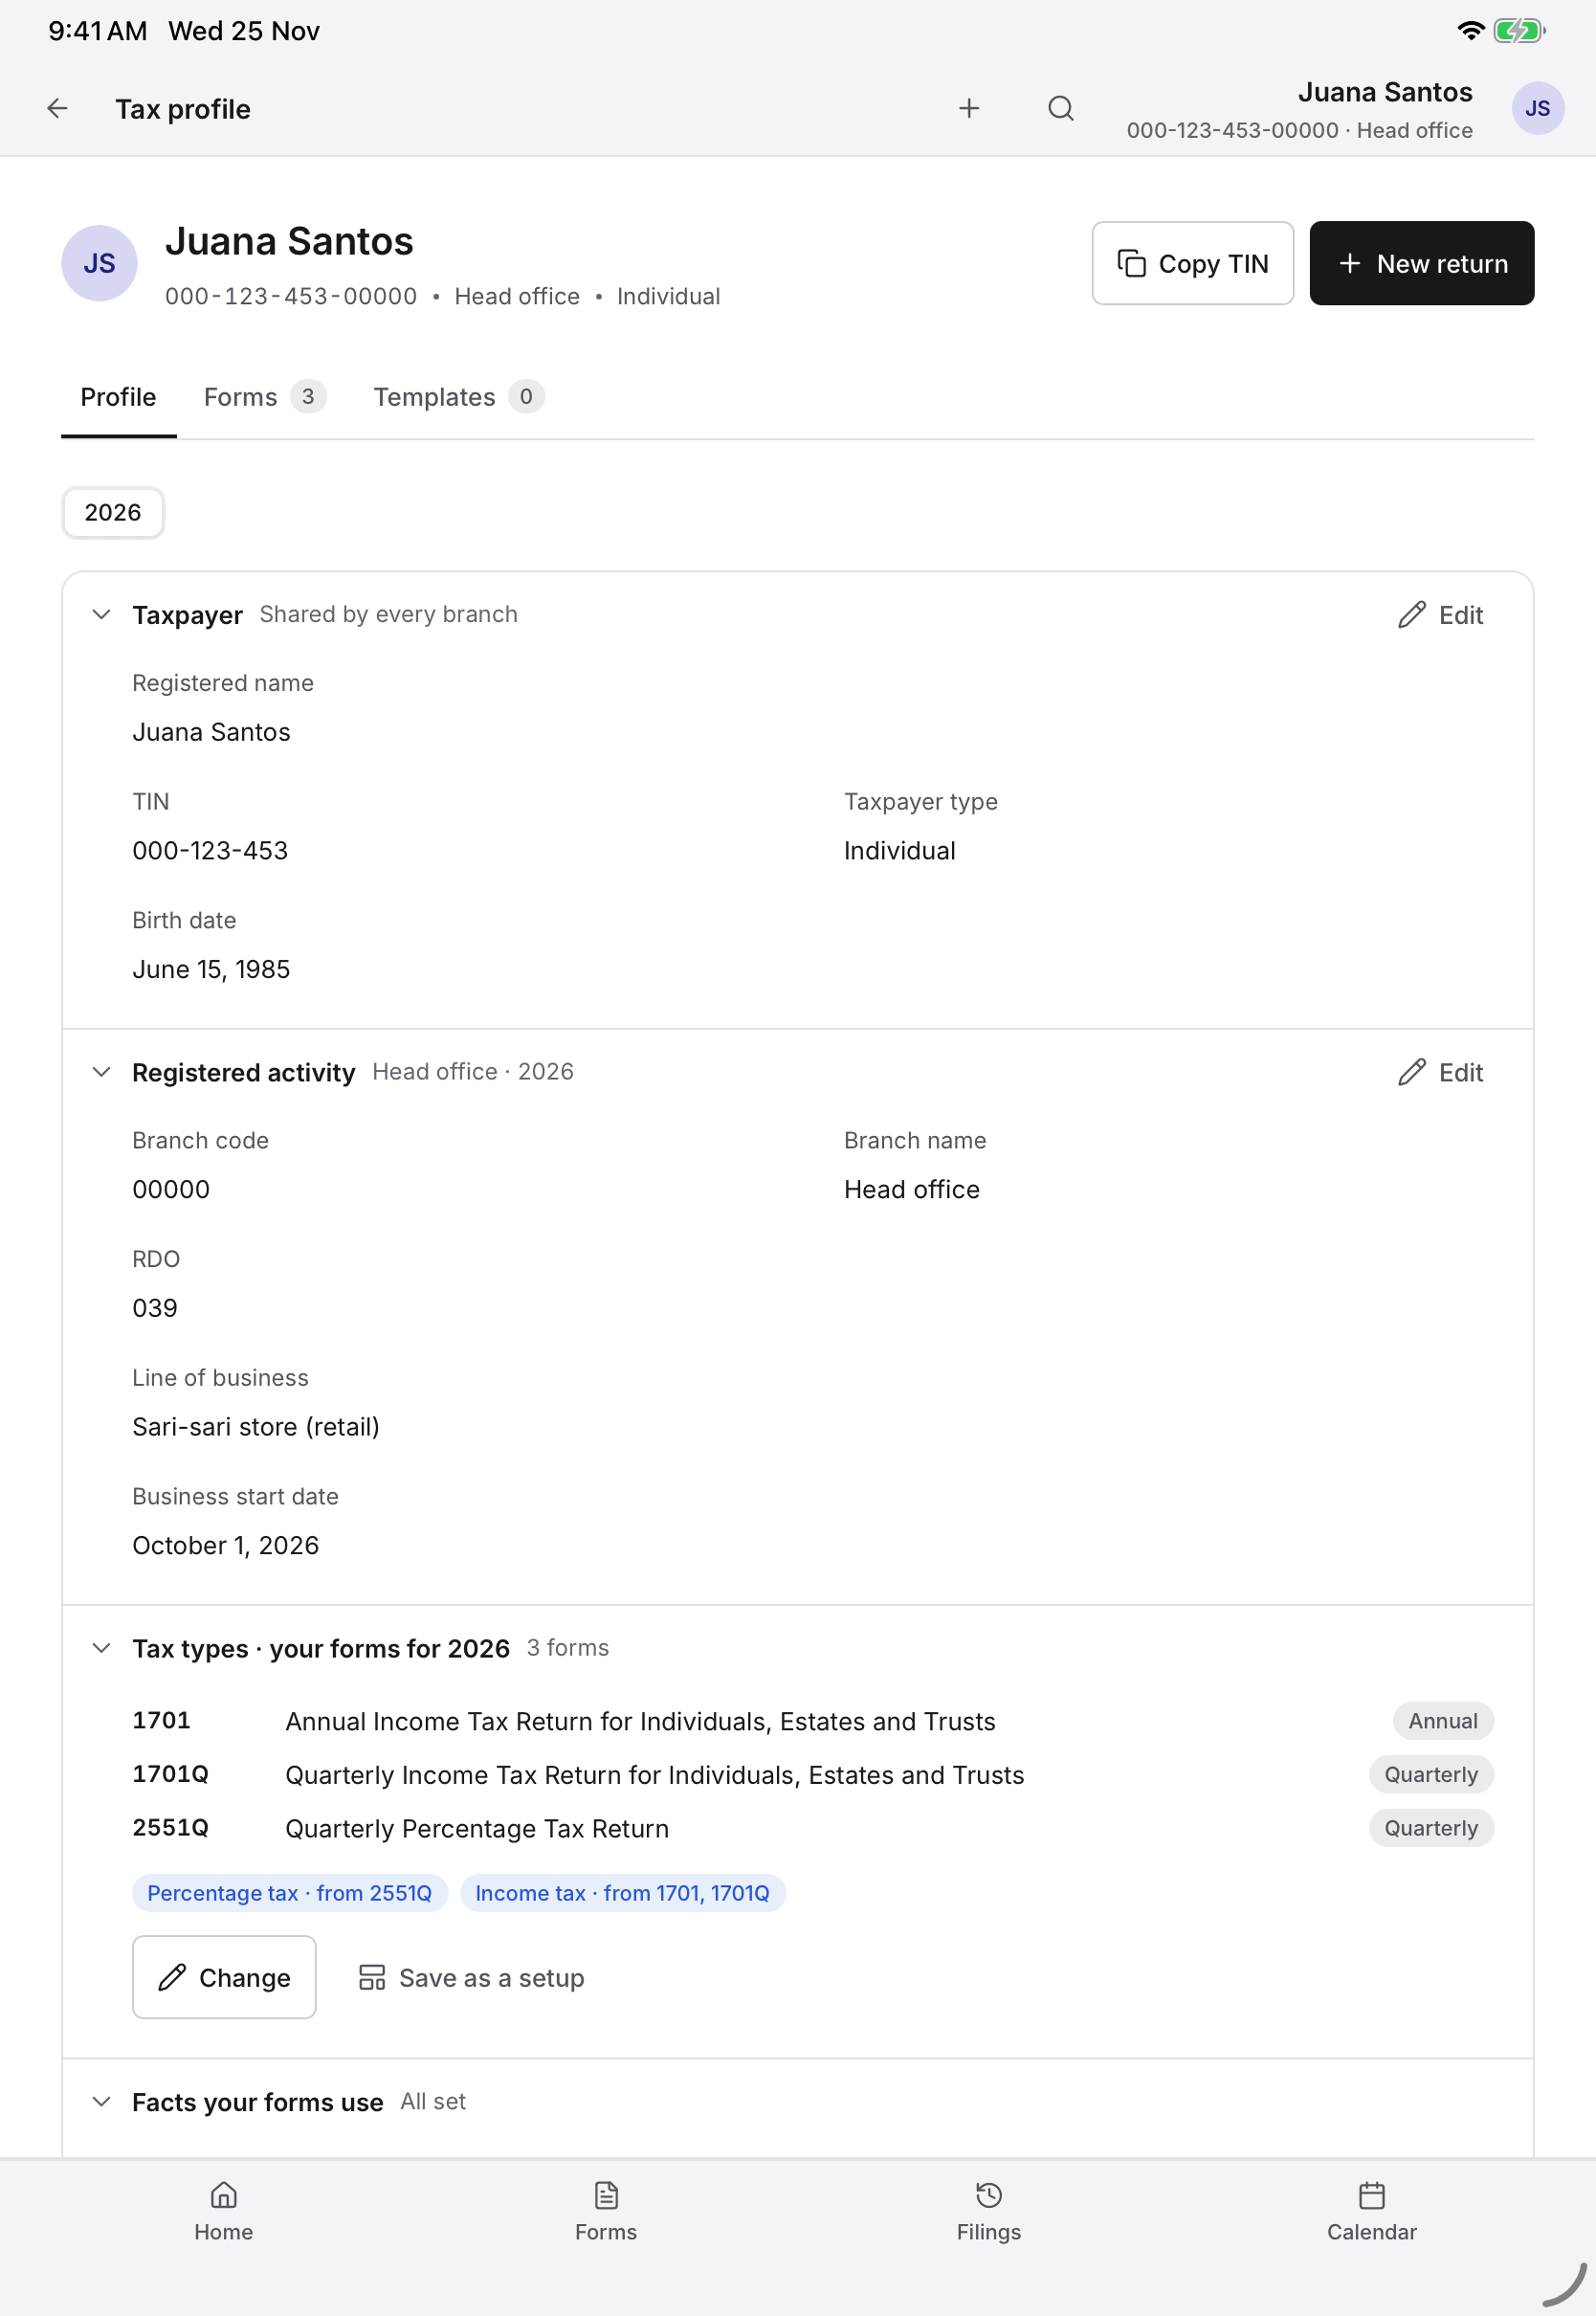 9:41 AM Wed 25 Nov
Tax profile
Juana Santos
000-123-453-00000 · Head office
JS
JS
Juana Santos
000-123-453-00000 • Head office • Individual
Copy TIN
New return
Profile
Forms 3
Templates 0
2026
Taxpayer Shared by every branch
Edit
Registered name
Juana Santos
TIN
Taxpayer type
000-123-453
Individual
Birth date
June 15, 1985
Registered activity Head office · 2026
Edit
Branch code
Branch name
00000
Head office
RDO
039
Line of business
Sari-sari store (retail)
Business start date
October 1, 2026
Tax types · your forms for 2026 3 forms
1701 Annual Income Tax Return for Individuals, Estates and Trusts Annual
1701Q Quarterly Income Tax Return for Individuals, Estates and Trusts Quarterly
2551Q Quarterly Percentage Tax Return Quarterly
Percentage tax · from 2551Q
Income tax · from 1701, 1701Q
Change
Save as a setup
Facts your forms use All set
Home
Forms
Filings
Calendar